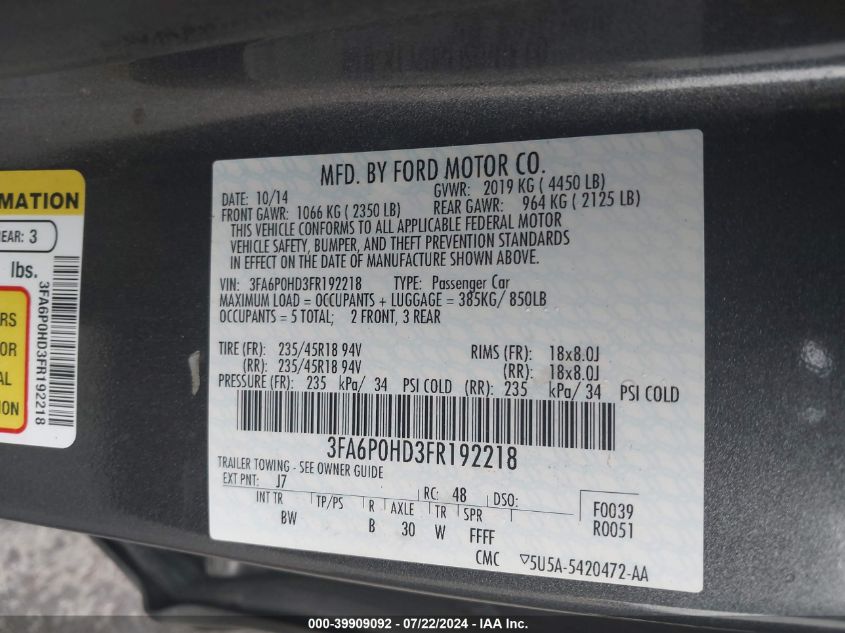 MATION
EAR: 3
lbs.
RS
OR
AL
ION
3FA6P0HD3FR192218
MFD. BY FORD MOTOR CO.
DATE: 10/14 GVWR: 2019 KG ( 4450 LB)
FRONT GAWR: 1066 KG ( 2350 LB) REAR GAWR: 964 KG ( 2125 LB)
THIS VEHICLE CONFORMS TO ALL APPLICABLE FEDERAL MOTOR
VEHICLE SAFETY, BUMPER, AND THEFT PREVENTION STANDARDS
IN EFFECT ON THE DATE OF MANUFACTURE SHOWN ABOVE.
VIN: 3FA6P0HD3FR192218 TYPE: Passenger Car
MAXIMUM LOAD = OCCUPANTS + LUGGAGE = 385KG/ 850LB
OCCUPANTS = 5 TOTAL; 2 FRONT, 3 REAR
TIRE (FR): 235/45R18 94V RIMS (FR): 18x8.0J
(RR): 235/45R18 94V (RR): 18x8.0J
PRESSURE (FR): 235 kPa/ 34 PSI COLD (RR): 235 kPa/ 34 PSI COLD
3FA6P0HD3FR192218
TRAILER TOWING - SEE OWNER GUIDE
EXT PNT: J7 RC: 48 DSO:
INT TR TP/PS R AXLE TR SPR
BW B 30 W FFFF
F0039
R0051
CMC ▽5U5A-5420472-AA
000-39909092 - 07/22/2024 - IAA Inc.